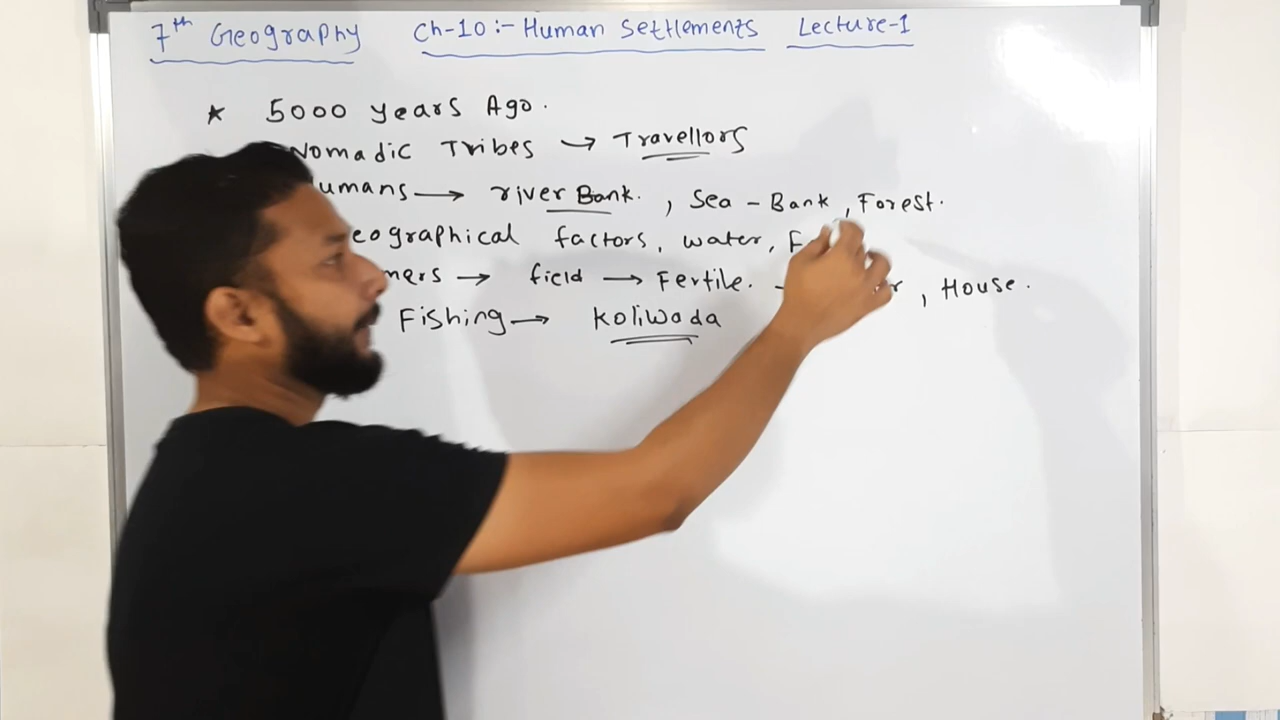 7th Geography Ch-10:- Human Settlements Lecture-1
* 5000 years Ago.
Nomadic Tribes → Travellors
umans → river Bank. , Sea - Bank , Forest.
eographical factors, water, F
mers → field → Fertile. - r , House.
Fishing → Koliwada